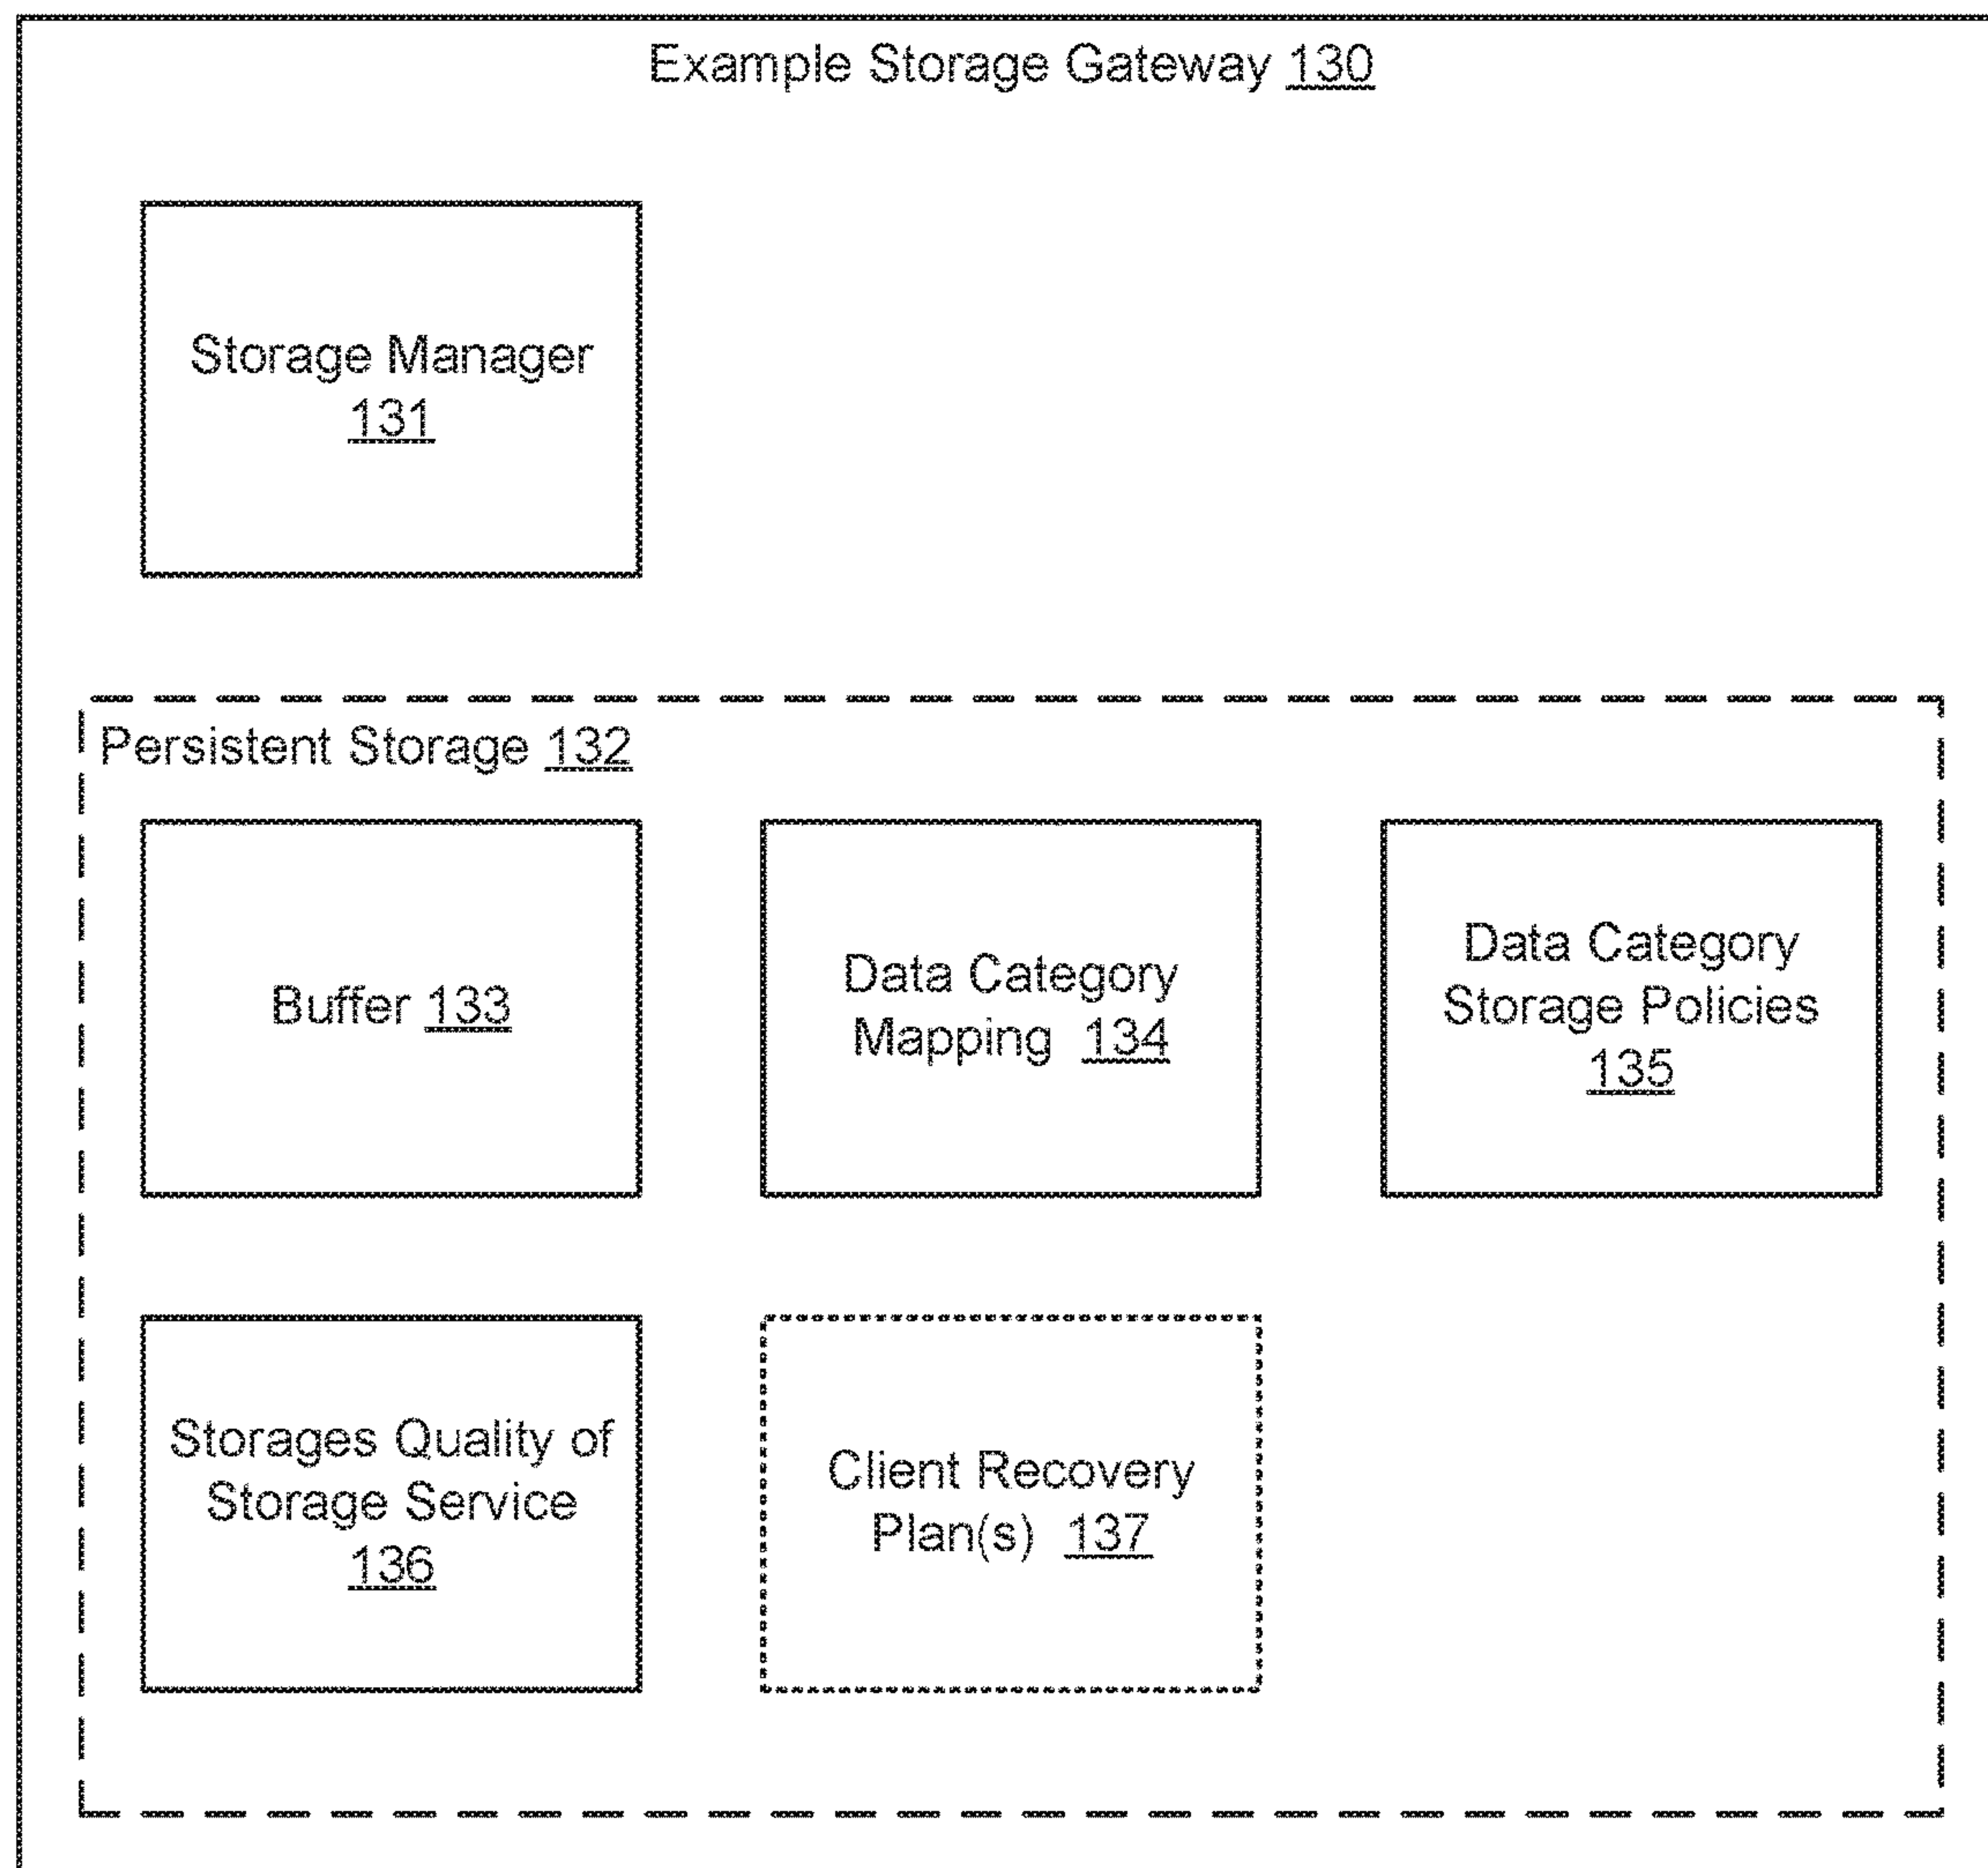 Example Storage Gateway 130
Storage Manager
131
Persistent Storage 132
Buffer 133
Data Category
Mapping 134
Data Category
Storage Policies
135
Storages Quality of
Storage Service
136
Client Recovery
Plan(s) 137